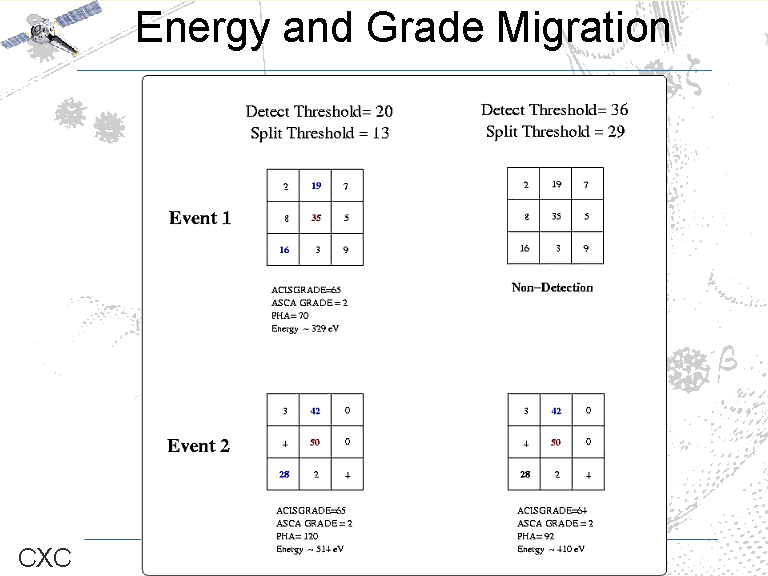 Energy and Grade Migration
Detect Threshold= 20
Split Threshold = 13
Detect Threshold= 36
Split Threshold = 29
Event 1
2 19 7
8 35 5
16 3 9
2 19 7
8 35 5
16 3 9
ACISGRADE=65
ASCA GRADE = 2
PHA= 70
Energy ~ 329 eV
Non-Detection
Event 2
3 42 0
4 50 0
28 2 4
3 42 0
4 50 0
28 2 4
ACISGRADE=65
ASCA GRADE = 2
PHA= 120
Energy ~ 514 eV
ACISGRADE=64
ASCA GRADE = 2
PHA= 92
Energy ~ 410 eV
β
CXC